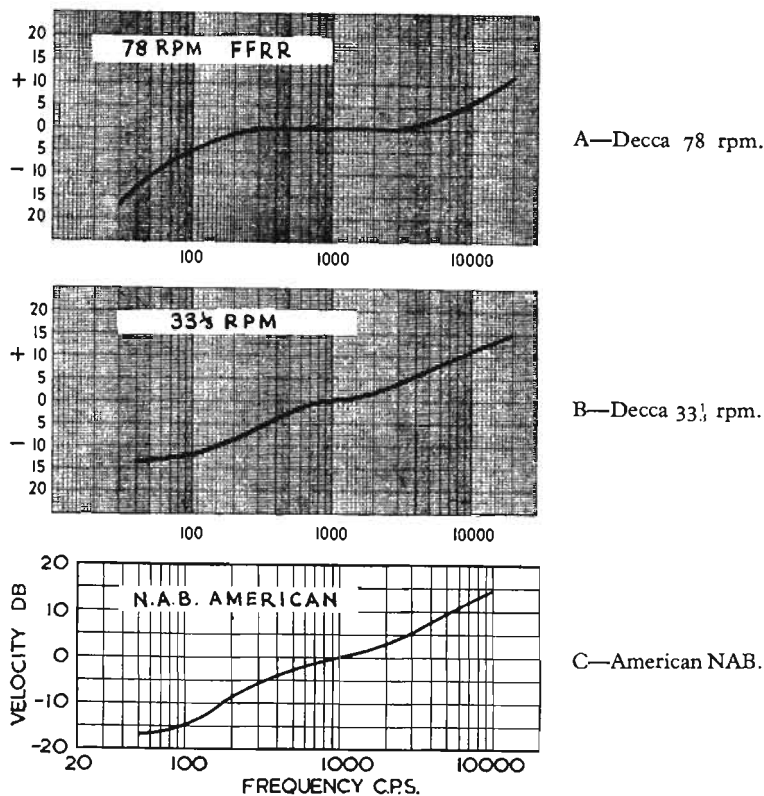 20
15
+ 10
5
0
5
− 10
15
20
78 RPM FFRR
100 1000 10000
A—Decca 78 rpm.
20
15
+ 10
5
0
5
− 10
15
20
33⅓ RPM
100 1000 10000
B—Decca 33⅓ rpm.
VELOCITY DB
20
10
0
-10
-20
N.A.B. AMERICAN
20 100 1000 10000
FREQUENCY C.P.S.
C—American NAB.